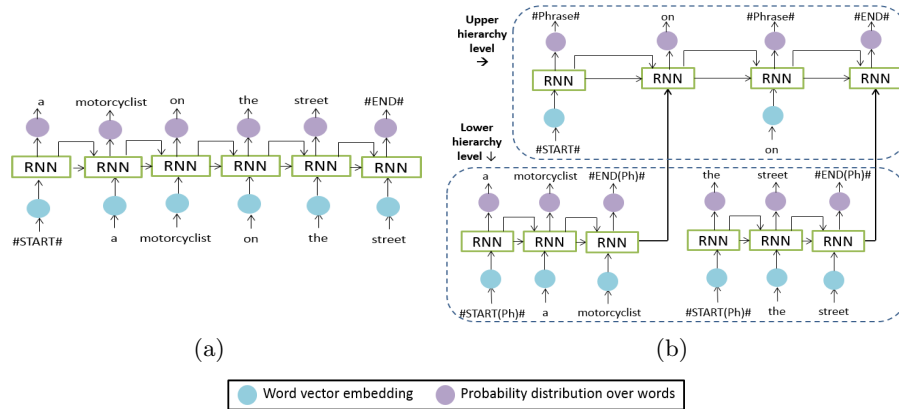 a motorcyclist on the street #END#
RNN RNN RNN RNN RNN RNN
#START# a motorcyclist on the street
(a)
Upper
hierarchy
level
#Phrase# on #Phrase# #END#
RNN RNN RNN RNN
#START# on
Lower
hierarchy
level
a motorcyclist #END(Ph)# the street #END(Ph)#
RNN RNN RNN RNN RNN RNN
#START(Ph)# a motorcyclist #START(Ph)# the street
(b)
Word vector embedding Probability distribution over words